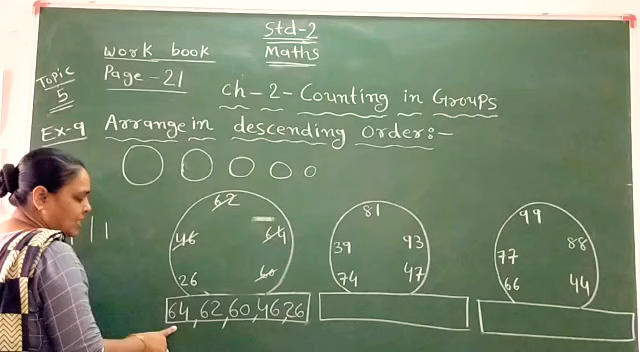 Std-2
Maths
Work book
Page-21
Topic
5
Ch-2-Counting in Groups
Ex-9 Arrange in descending order:-
62
46 64
26 60
64,62,60,46,26
81
39 93
74 47
99
77 88
66 44